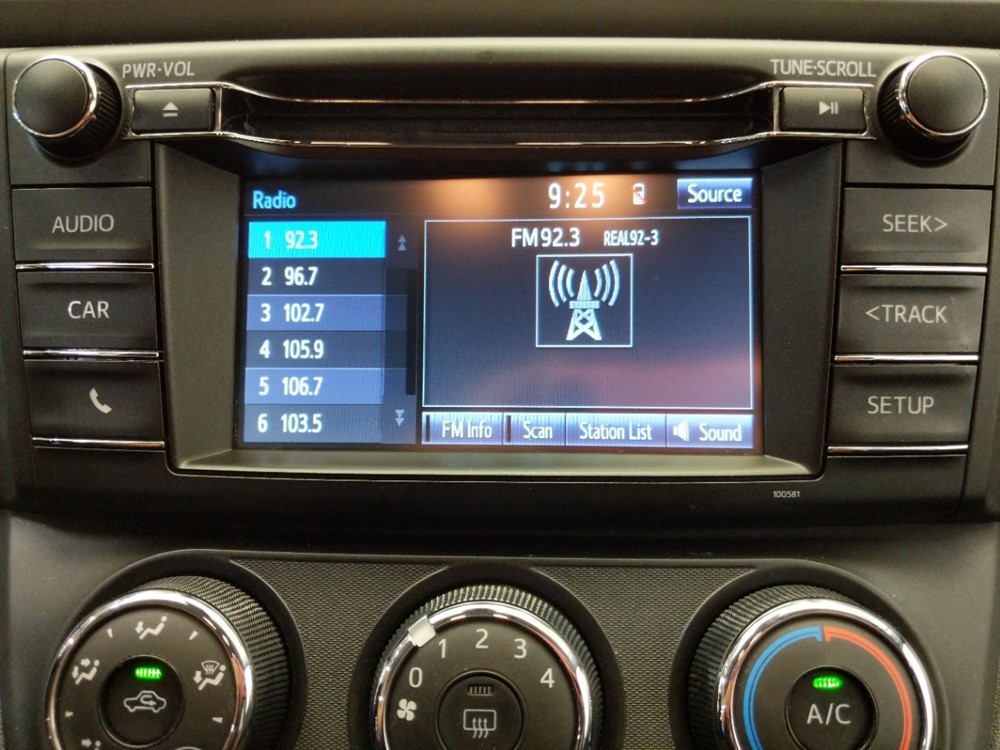 PWR·VOL
TUNE·SCROLL
AUDIO
CAR
SEEK>
<TRACK
SETUP
Radio
9:25
Source
1 92.3
2 96.7
3 102.7
4 105.9
5 106.7
6 103.5
FM92.3 REAL92-3
FM Info
Scan
Station List
Sound
100581
0 1 2 3 4
A/C